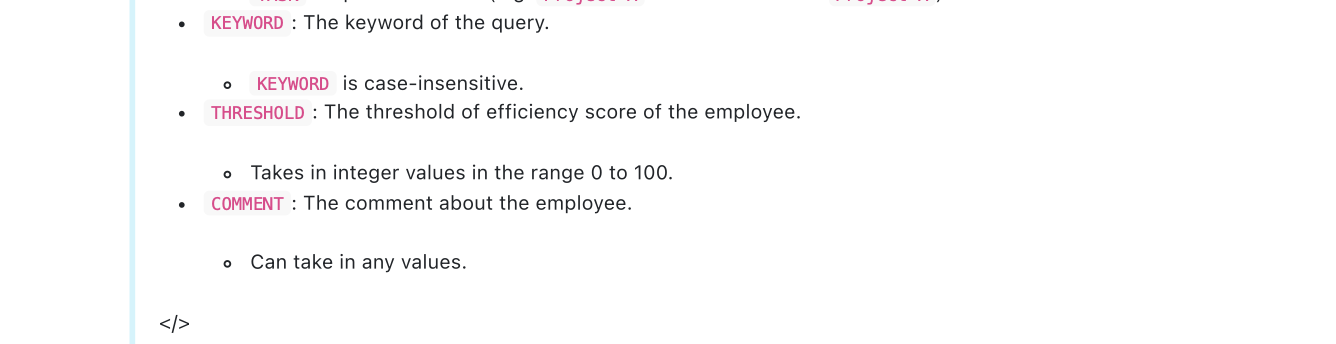 KEYWORD : The keyword of the query.
KEYWORD is case-insensitive.
THRESHOLD : The threshold of efficiency score of the employee.
Takes in integer values in the range 0 to 100.
COMMENT : The comment about the employee.
Can take in any values.
</>